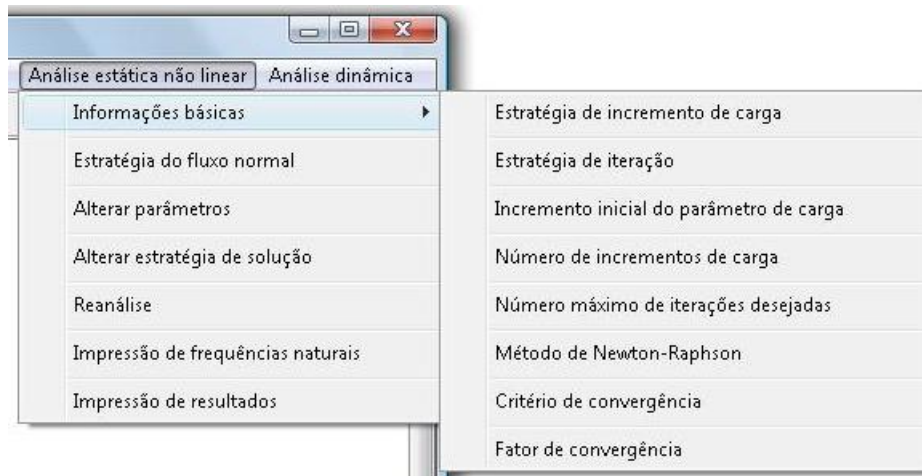 Análise estática não linear Análise dinâmica
Informações básicas
Estratégia do fluxo normal
Alterar parâmetros
Alterar estratégia de solução
Reanálise
Impressão de frequências naturais
Impressão de resultados
Estratégia de incremento de carga
Estratégia de iteração
Incremento inicial do parâmetro de carga
Número de incrementos de carga
Número máximo de iterações desejadas
Método de Newton-Raphson
Critério de convergência
Fator de convergência